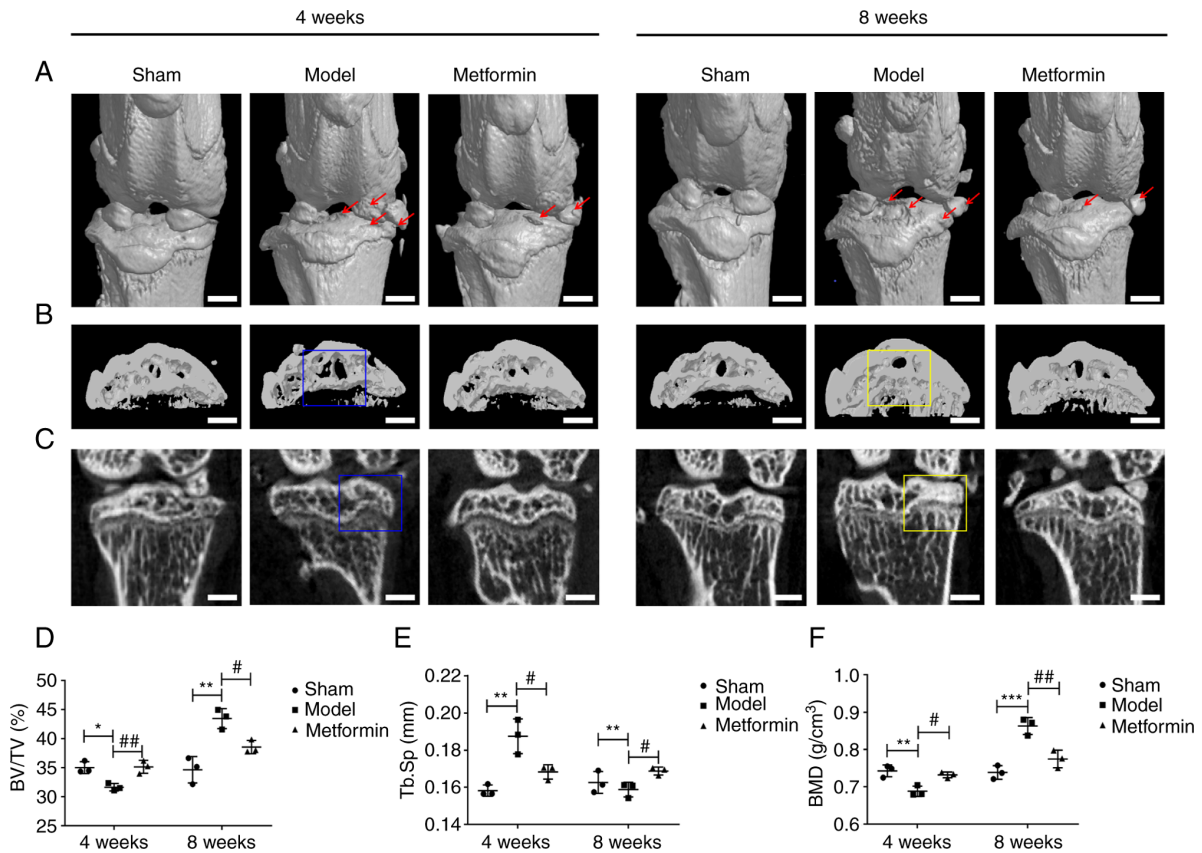 4 weeks
8 weeks
A
Sham
Model
Metformin
Sham
Model
Metformin
B
C
D
BV/TV (%)
50
45
40
35
30
25
*
##
**
#
4 weeks
8 weeks
Sham
Model
Metformin
E
Tb.Sp (mm)
0.22
0.20
0.18
0.16
0.14
**
#
**
#
4 weeks
8 weeks
Sham
Model
Metformin
F
BMD (g/cm³)
1.0
0.9
0.8
0.7
0.6
**
#
***
##
4 weeks
8 weeks
Sham
Model
Metformin